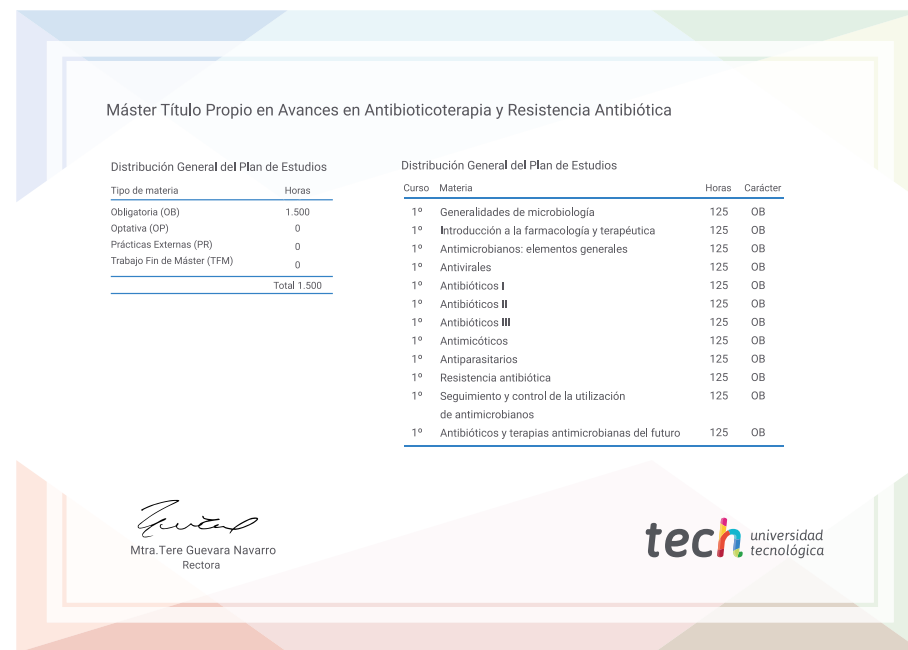 Máster Título Propio en Avances en Antibioticoterapia y Resistencia Antibiótica
Distribución General del Plan de Estudios
Tipo de materia Horas
Obligatoria (OB) 1.500
Optativa (OP) 0
Prácticas Externas (PR) 0
Trabajo Fin de Máster (TFM) 0
Total 1.500
Distribución General del Plan de Estudios
Curso Materia Horas Carácter
1º Generalidades de microbiología 125 OB
1º Introducción a la farmacología y terapéutica 125 OB
1º Antimicrobianos: elementos generales 125 OB
1º Antivirales 125 OB
1º Antibióticos I 125 OB
1º Antibióticos II 125 OB
1º Antibióticos III 125 OB
1º Antimicóticos 125 OB
1º Antiparasitarios 125 OB
1º Resistencia antibiótica 125 OB
1º Seguimiento y control de la utilización 125 OB
de antimicrobianos
1º Antibióticos y terapias antimicrobianas del futuro 125 OB
Mtra.Tere Guevara Navarro
Rectora
tech universidad
tecnológica